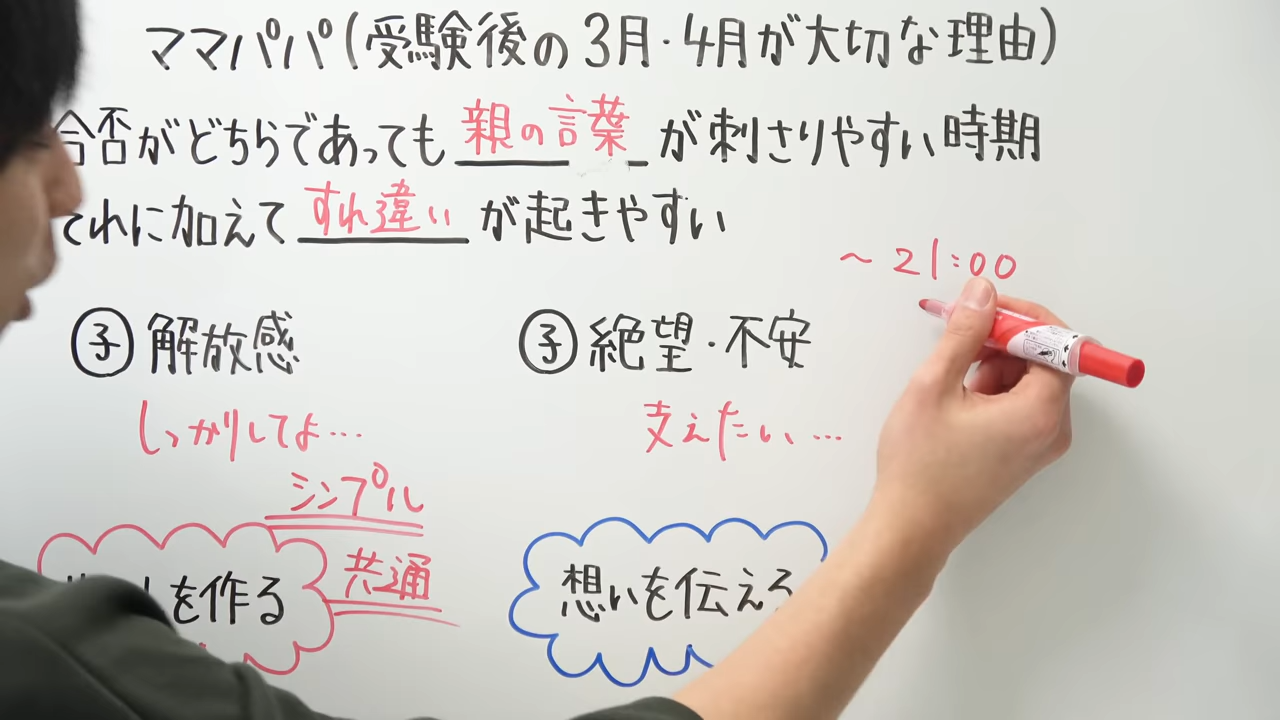 ママパパ(受験後の3月・4月が大切な理由)
合否がどちらであっても 親の言葉 が刺さりやすい時期
それに加えて すれ違い が起きやすい
~21:00
子 解放感
子 絶望・不安
しっかりしてよ…
支えたい、…
シンプル
共通
を作る
想いを伝える